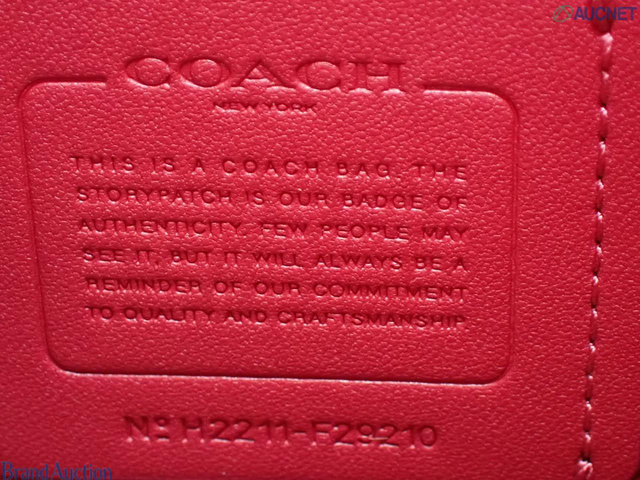 AUCNET
COACH
NEW YORK
THIS IS A COACH BAG. THE
STORYPATCH IS OUR BADGE OF
AUTHENTICITY. FEW PEOPLE MAY
SEE IT, BUT IT WILL ALWAYS BE A
REMINDER OF OUR COMMITMENT
TO QUALITY AND CRAFTSMANSHIP
Nº H2211-F29210
Brand Auction